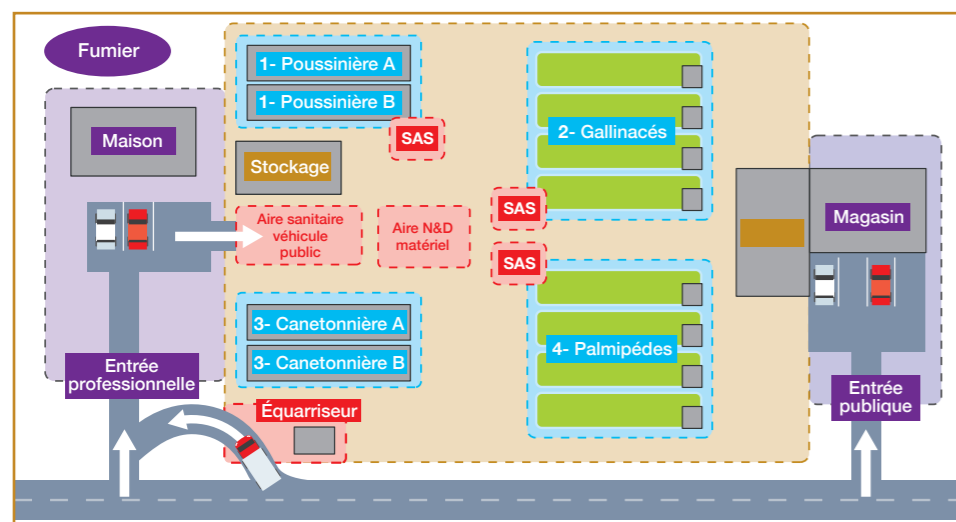 Fumier
1- Poussinière A
1- Poussinière B
SAS
2- Gallinacés
Maison
Stockage
Magasin
SAS
Aire sanitaire
véhicule
public
Aire N&D
matériel
SAS
3- Canetonnière A
3- Canetonnière B
4- Palmipédes
Entrée
professionnelle
Entrée
publique
Équarriseur